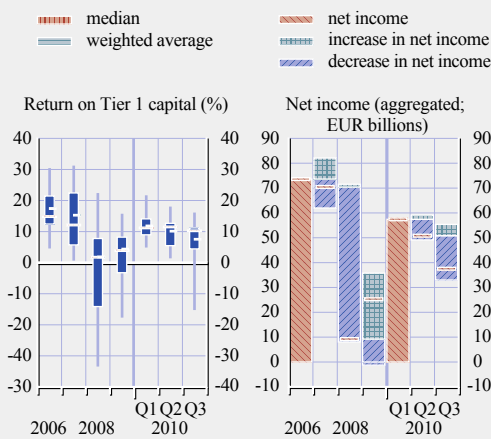 median
weighted average
net income
increase in net income
decrease in net income
Return on Tier 1 capital (%)
Net income (aggregated;
EUR billions)
40 40
30 30
20 20
10 10
0 0
-10 -10
-20 -20
-30 -30
-40 -40
-30 -40
Q1 Q2 Q3
2006 2008 2010
90 90
80 80
70 70
60 60
50 50
40 40
30 30
20 20
10 10
0 0
-10 -10
Q1 Q2 Q3
2006 2008 2010